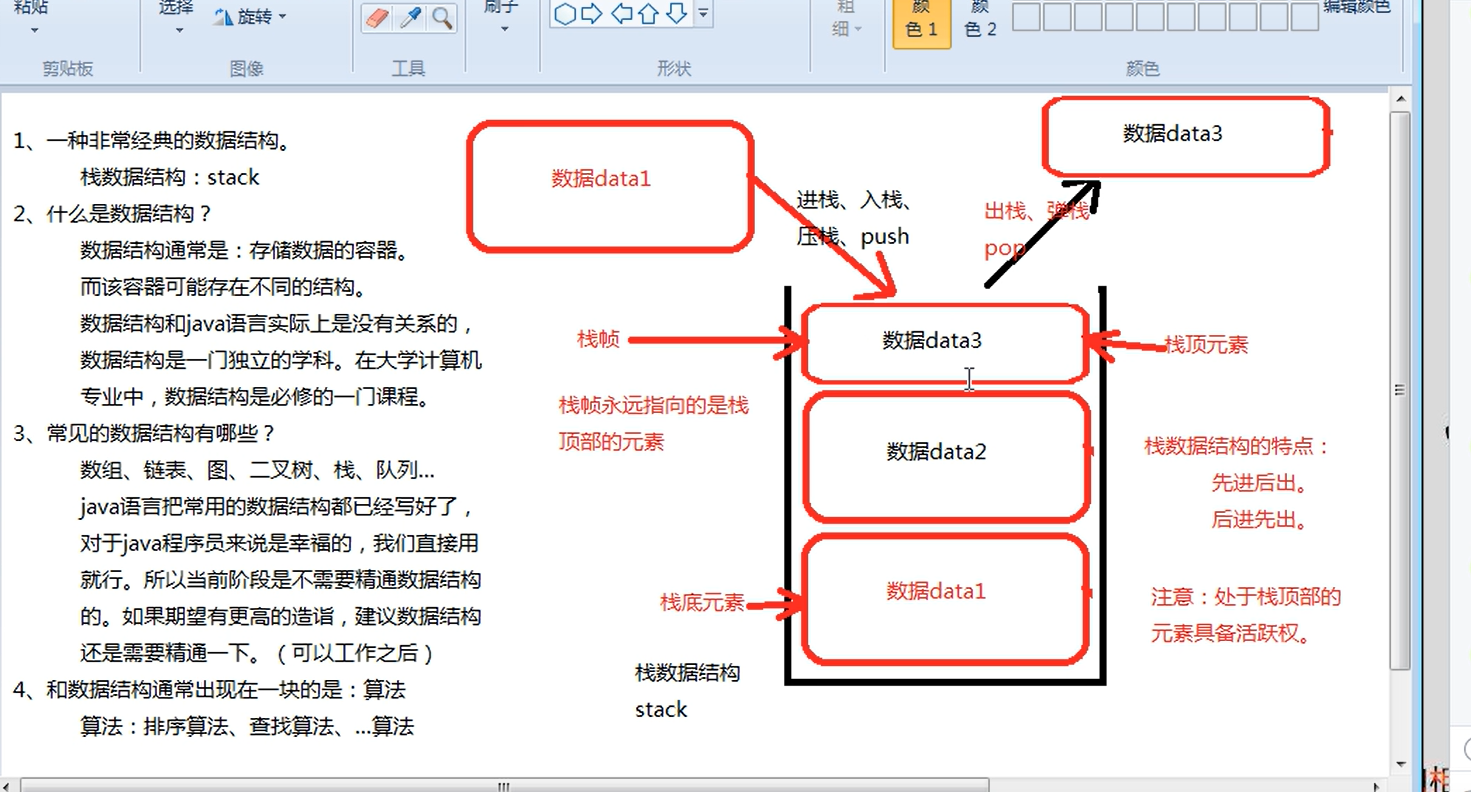 粘贴
选择
旋转
刷子
粗
细
颜
色 1
颜
色 2
编辑颜色
剪贴板
图像
工具
形状
颜色
1、一种非常经典的数据结构。
栈数据结构：stack
2、什么是数据结构？
数据结构通常是：存储数据的容器。
而该容器可能存在不同的结构。
数据结构和java语言实际上是没有关系的，
数据结构是一门独立的学科。在大学计算机
专业中，数据结构是必修的一门课程。
3、常见的数据结构有哪些？
数组、链表、图、二叉树、栈、队列...
java语言把常用的数据结构都已经写好了，
对于java程序员来说是幸福的，我们直接用
就行。所以当前阶段是不需要精通数据结构
的。如果期望有更高的造诣，建议数据结构
还是需要精通一下。（可以工作之后）
4、和数据结构通常出现在一块的是：算法
算法：排序算法、查找算法、...算法
数据data1
进栈、入栈、
压栈、push
出栈、弹栈
pop
数据data3
栈帧
数据data3
栈顶元素
栈帧永远指向的是栈
顶部的元素
数据data2
栈数据结构的特点：
先进后出。
后进先出。
栈底元素
数据data1
注意：处于栈顶部的
元素具备活跃权。
栈数据结构
stack